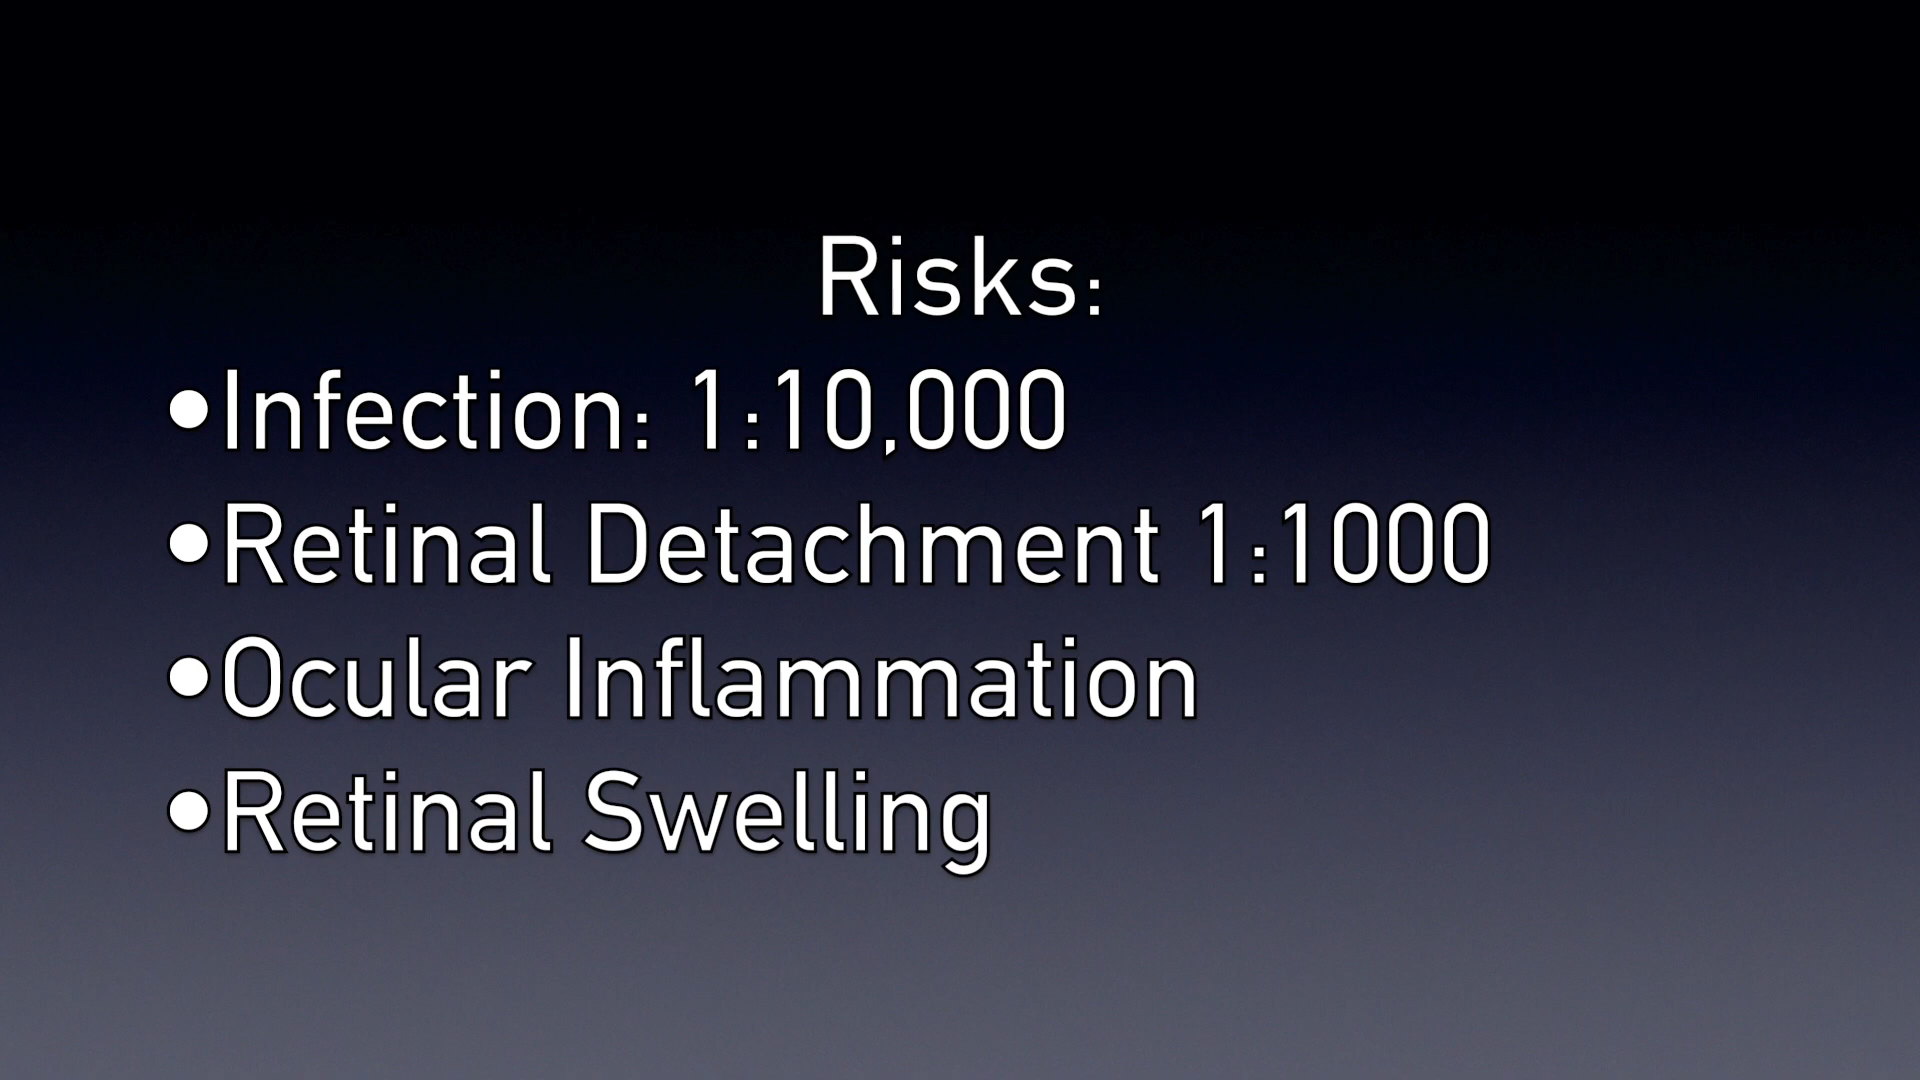 Risks:
•Infection: 1:10,000
•Retinal Detachment 1:1000
•Ocular Inflammation
•Retinal Swelling